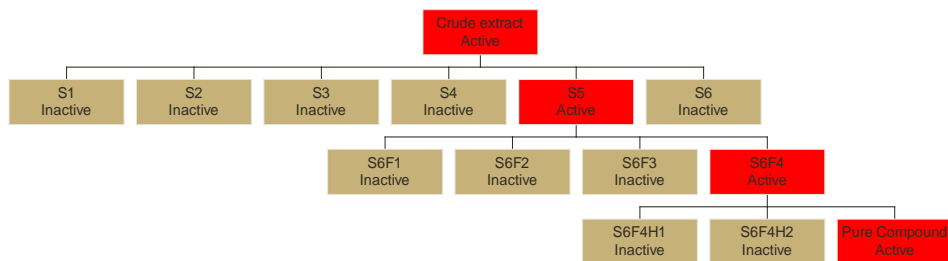 Crude extract
Active
S1
Inactive
S2
Inactive
S3
Inactive
S4
Inactive
S5
Active
S6
Inactive
S6F1
Inactive
S6F2
Inactive
S6F3
Inactive
S6F4
Active
S6F4H1
Inactive
S6F4H2
Inactive
Pure Compound
Active